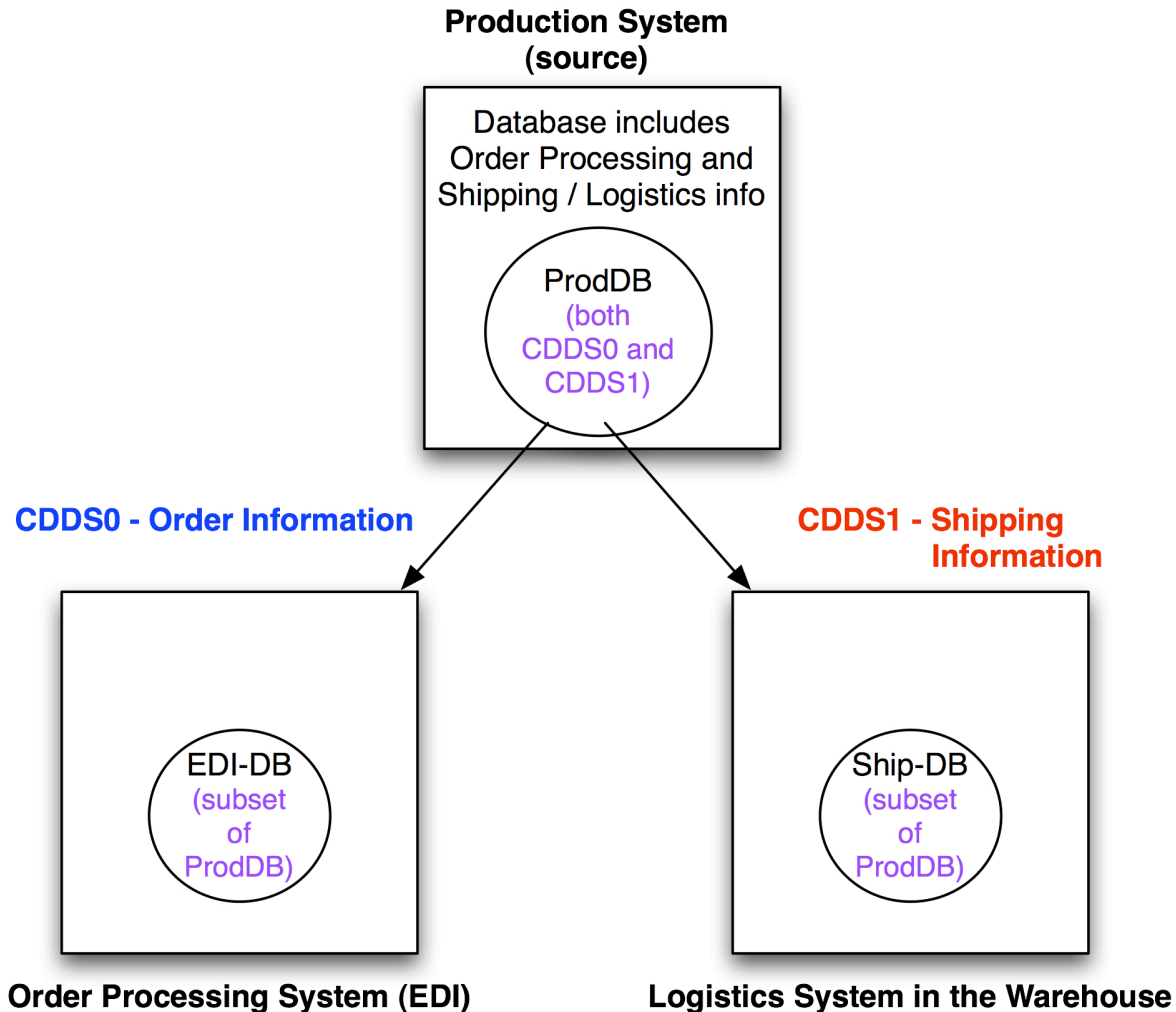 Production System
(source)
Database includes
Order Processing and
Shipping / Logistics info
ProdDB
(both
CDDS0 and
CDDS1)
CDDS0 - Order Information
CDDS1 - Shipping
Information
EDI-DB
(subset
of
ProdDB)
Ship-DB
(subset
of
ProdDB)
Order Processing System (EDI)
Logistics System in the Warehouse